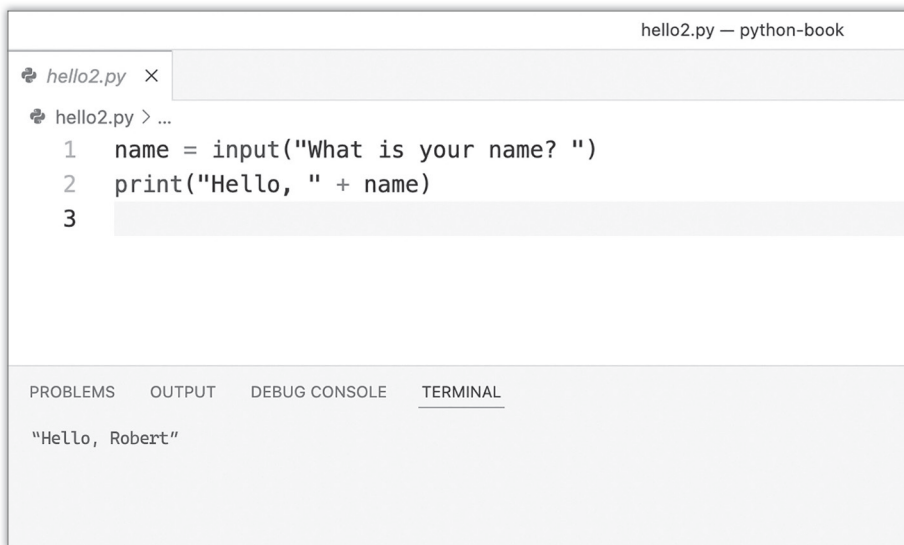 hello2.py — python-book
hello2.py
hello2.py > ...
1 name = input("What is your name? ")
2 print("Hello, " + name)
3
PROBLEMS OUTPUT DEBUG CONSOLE TERMINAL
“Hello, Robert”